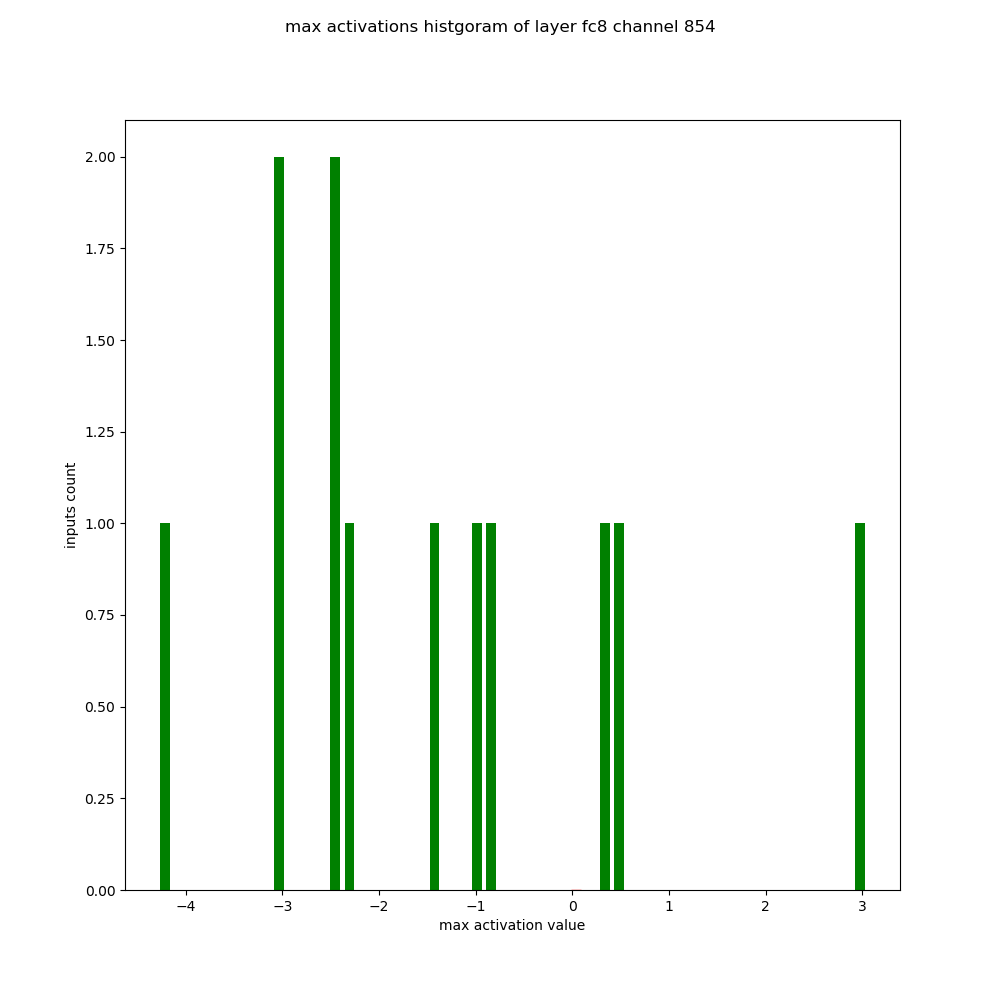 max activations histgoram of layer fc8 channel 854
2.00
1.75
1.50
1.25
1.00
0.75
0.50
0.25
0.00
inputs count
−4 −3 −2 −1 0 1 2 3
max activation value